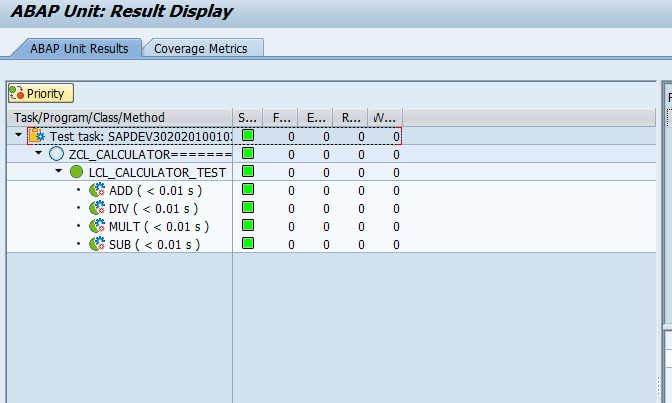 ABAP Unit: Result Display
ABAP Unit Results Coverage Metrics
Priority
Task/Program/Class/Method S... F... E... R... W...
Test task: SAPDEV30202010010 0 0 0 0
ZCL_CALCULATOR======== 0 0 0 0
LCL_CALCULATOR_TEST 0 0 0 0
ADD ( < 0.01 s ) 0 0 0 0
DIV ( < 0.01 s ) 0 0 0 0
MULT ( < 0.01 s ) 0 0 0 0
SUB ( < 0.01 s ) 0 0 0 0